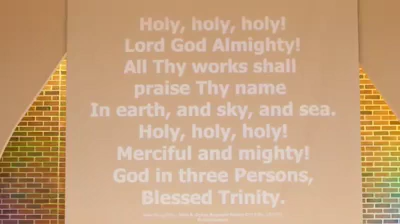 Holy, holy, holy!
Lord God Almighty!
All Thy works shall
praise Thy name
In earth, and sky, and sea.
Holy, holy, holy!
Merciful and mighty!
God in three Persons,
Blessed Trinity.